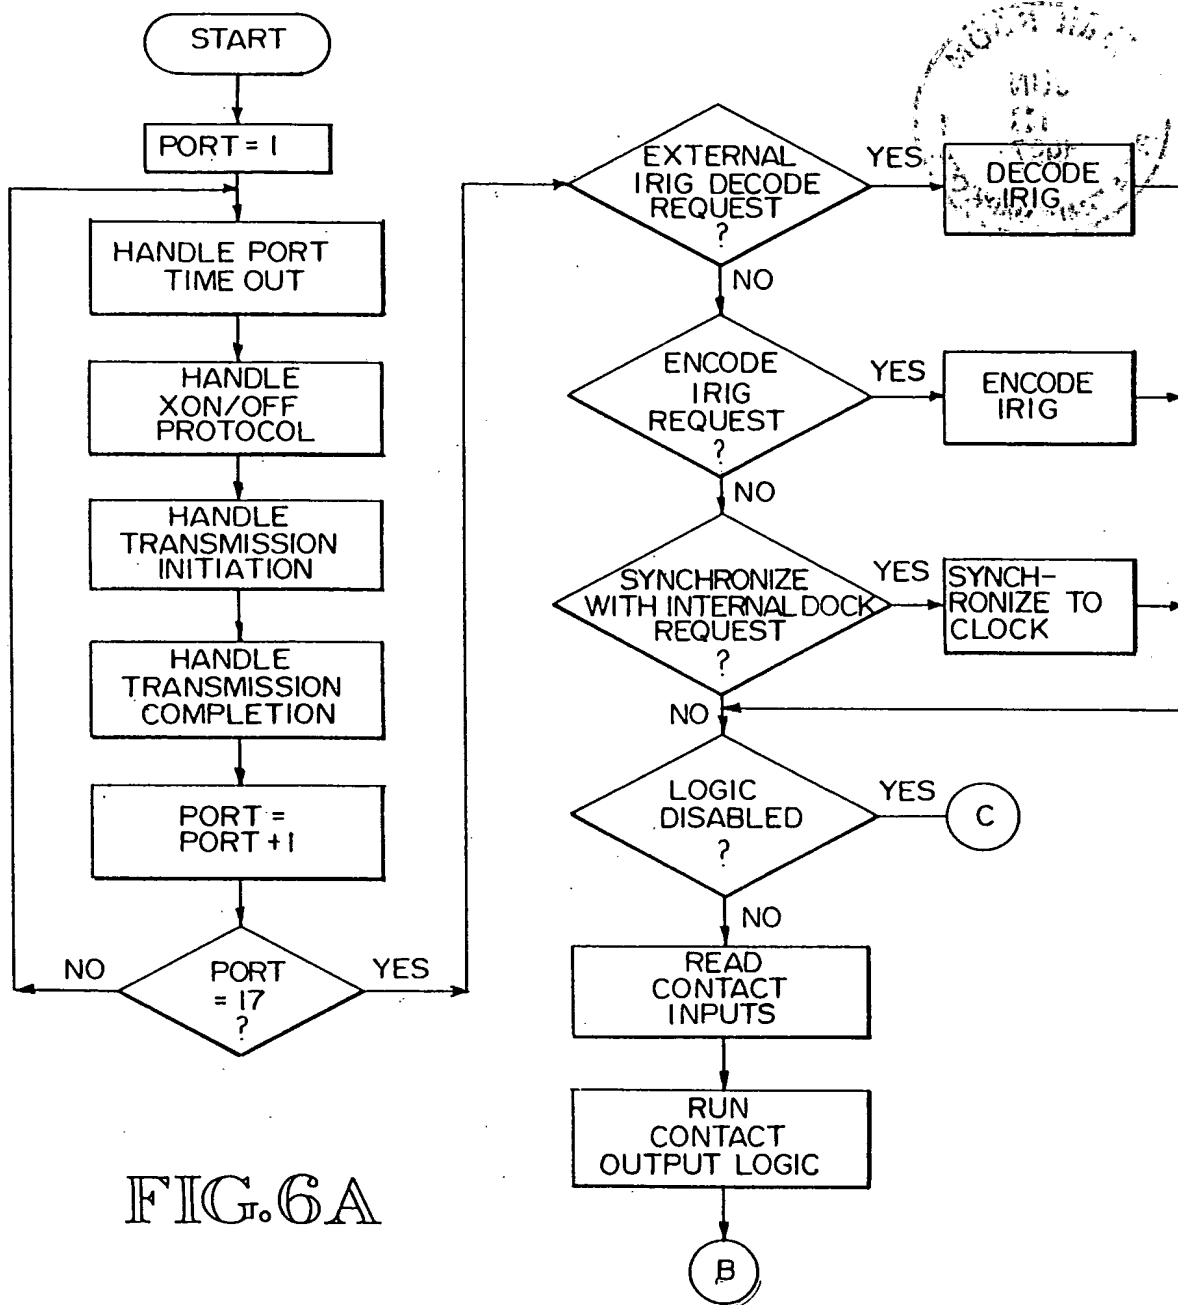 START
PORT = 1
HANDLE PORT
TIME OUT
HANDLE
XON/OFF
PROTOCOL
HANDLE
TRANSMISSION
INITIATION
HANDLE
TRANSMISSION
COMPLETION
PORT =
PORT +1
NO
PORT
= 17
?
YES
EXTERNAL
IRIG DECODE
REQUEST
?
YES
DECODE
IRIG
NO
ENCODE
IRIG
REQUEST
?
YES
ENCODE
IRIG
NO
SYNCHRONIZE
WITH INTERNAL DOCK
REQUEST
?
YES
SYNCH-
RONIZE TO
CLOCK
NO
LOGIC
DISABLED
?
YES
C
NO
READ
CONTACT
INPUTS
RUN
CONTACT
OUTPUT LOGIC
B
FIG. 6A